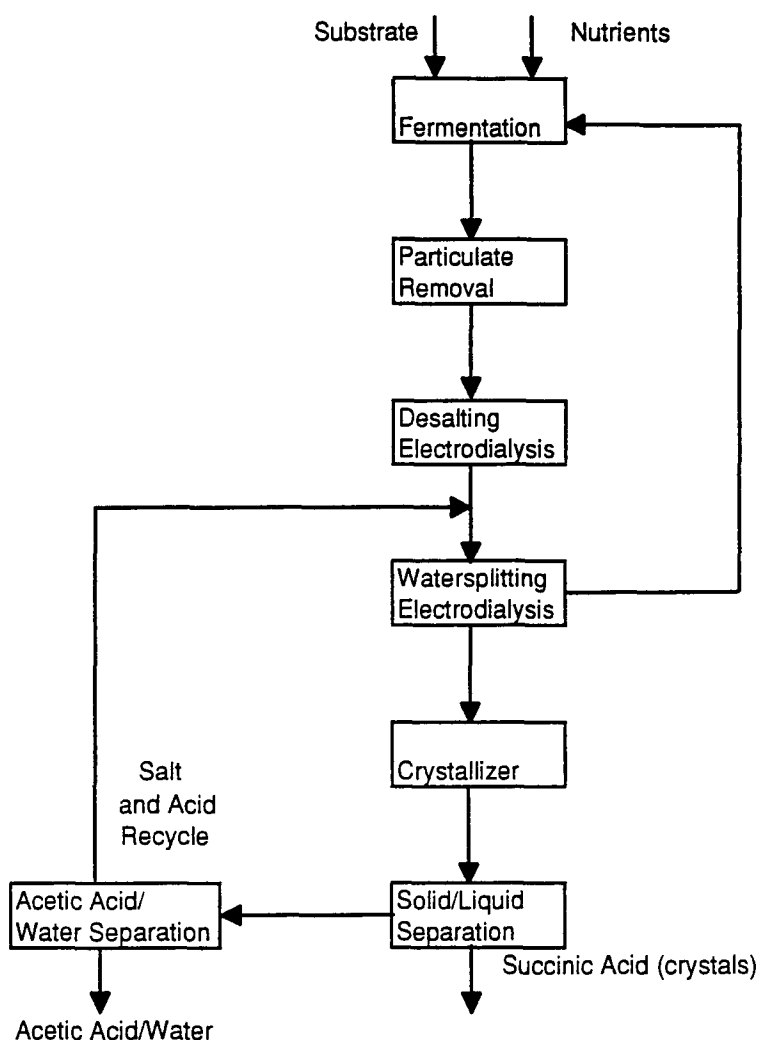 Substrate
Nutrients
Fermentation
Particulate
Removal
Desalting
Electrodialysis
Watersplitting
Electrodialysis
Crystallizer
Salt
and Acid
Recycle
Acetic Acid/
Water Separation
Solid/Liquid
Separation
Succinic Acid (crystals)
Acetic Acid/Water